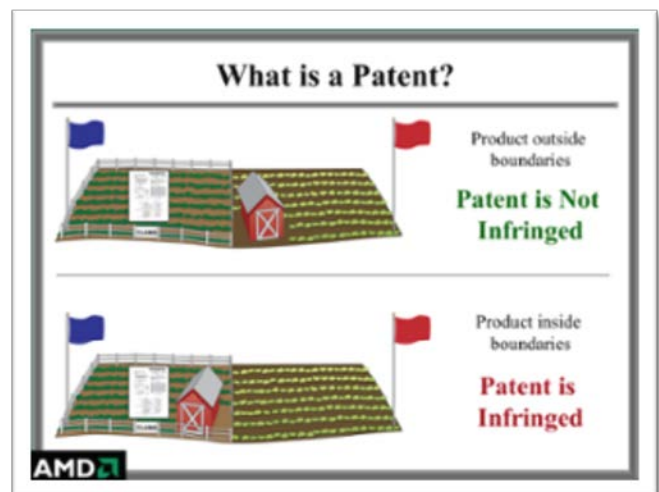 What is a Patent?
Product outside
boundaries
Patent is Not
Infringed
Product inside
boundaries
Patent is
Infringed
AMD